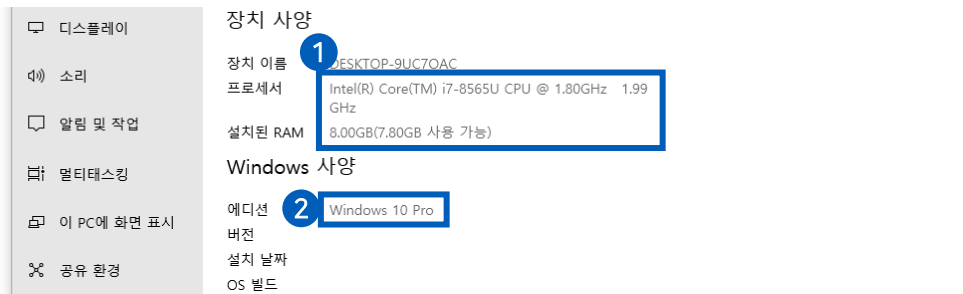 디스플레이
소리
알림 및 작업
멀티태스킹
이 PC에 화면 표시
공유 환경
장치 사양
1
장치 이름 DESKTOP-9UC7OAC
프로세서 Intel(R) Core(TM) i7-8565U CPU @ 1.80GHz 1.99
GHz
설치된 RAM 8.00GB(7.80GB 사용 가능)
Windows 사양
에디션 2 Windows 10 Pro
버전
설치 날짜
OS 빌드